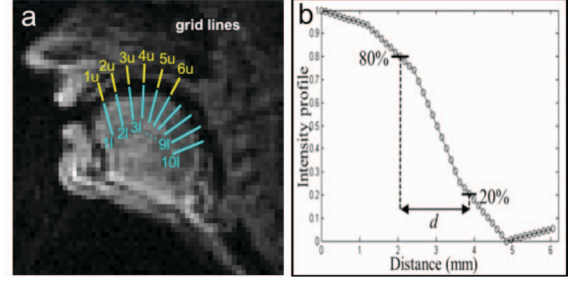 a
grid lines
1u 2u 3u 4u 5u 6u
1l 2l 3l 9l
10l
b
Intensity profile
1
0.9
0.8
0.7
0.6
0.5
0.4
0.3
0.2
0.1
0
80%
20%
d
0 1 2 3 4 5 6
Distance (mm)